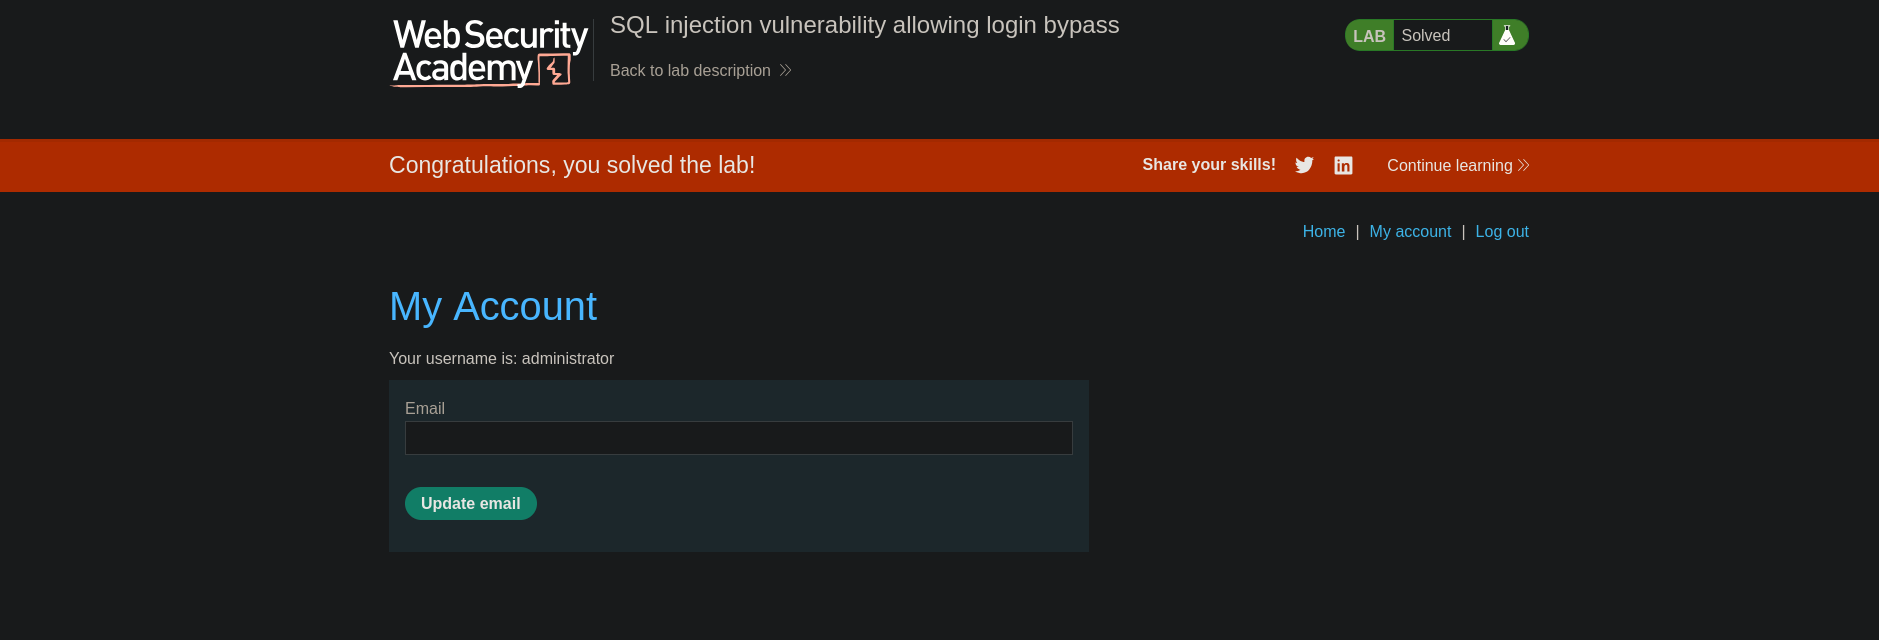 Web Security
Academy
SQL injection vulnerability allowing login bypass
Back to lab description
LAB Solved
Congratulations, you solved the lab!
Share your skills!
Continue learning
Home | My account | Log out
My Account
Your username is: administrator
Email
Update email